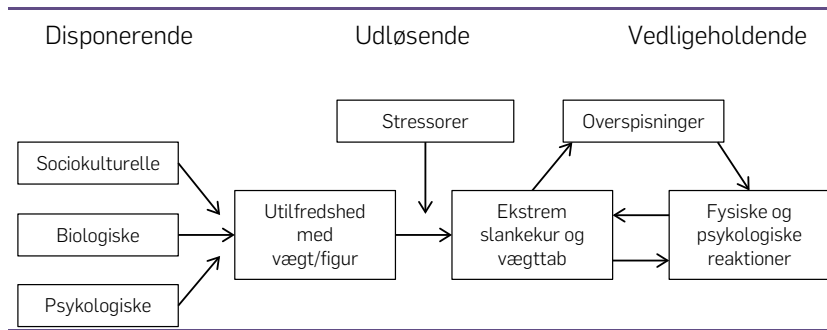 Disponerende
Udløsende
Vedligeholdende
Stressorer
Overspisninger
Sociokulturelle
Biologiske
Psykologiske
Utilfredshed
med
vægt/figur
Ekstrem
slankekur og
vægttab
Fysiske og
psykologiske
reaktioner